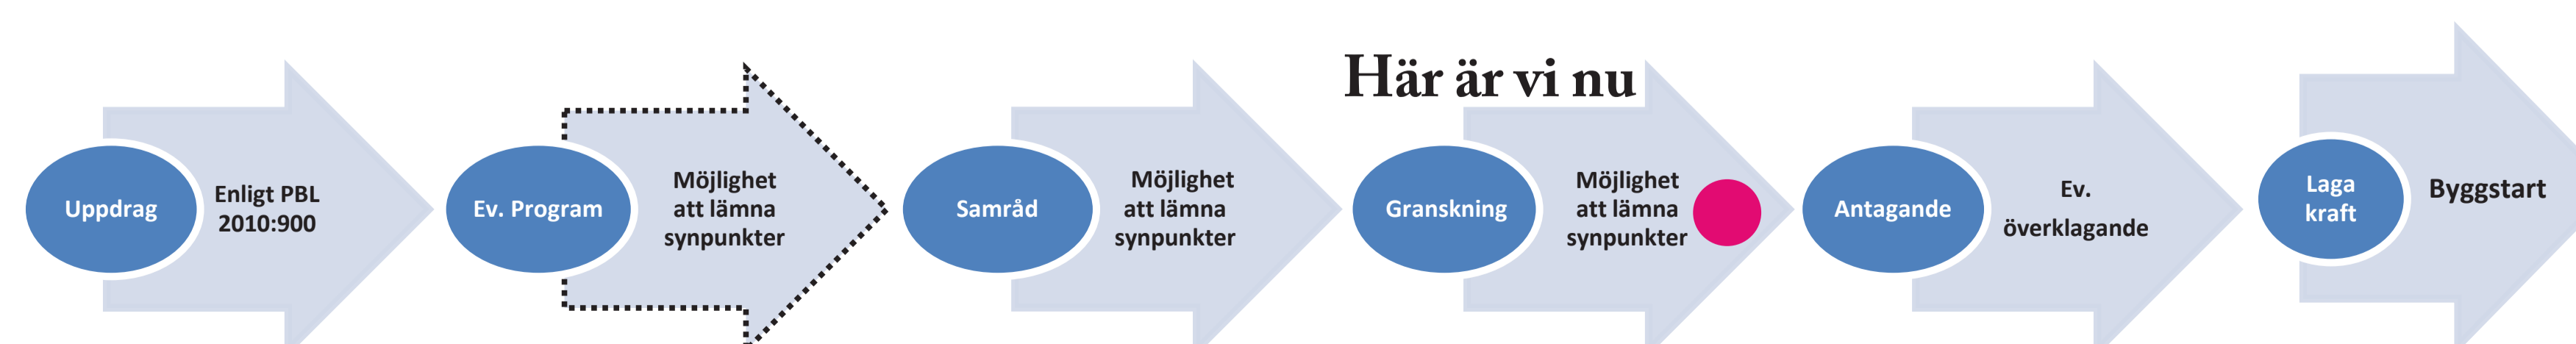 Här är vi nu
Uppdrag
Enligt PBL
2010:900
Ev. Program
Möjlighet
att lämna
synpunkter
Samråd
Möjlighet
att lämna
synpunkter
Granskning
Möjlighet
att lämna
synpunkter
Antagande
Ev.
överklagande
Laga
kraft
Byggstart